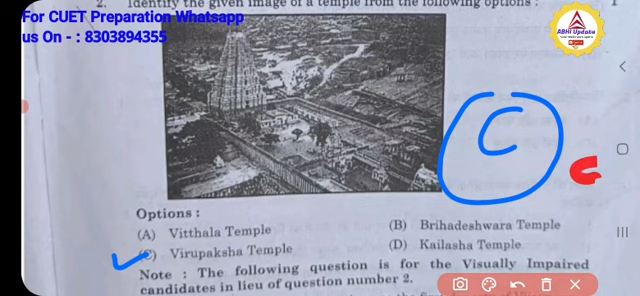 2. Identify the given image of a temple from the following options :
For CUET Preparation Whatsapp
us On - : 8303894355
ABHI Update
C
Options :
(A) Vitthala Temple
(B) Brihadeshwara Temple
(C) Virupaksha Temple
(D) Kailasha Temple
Note : The following question is for the Visually Impaired
candidates in lieu of question number 2.